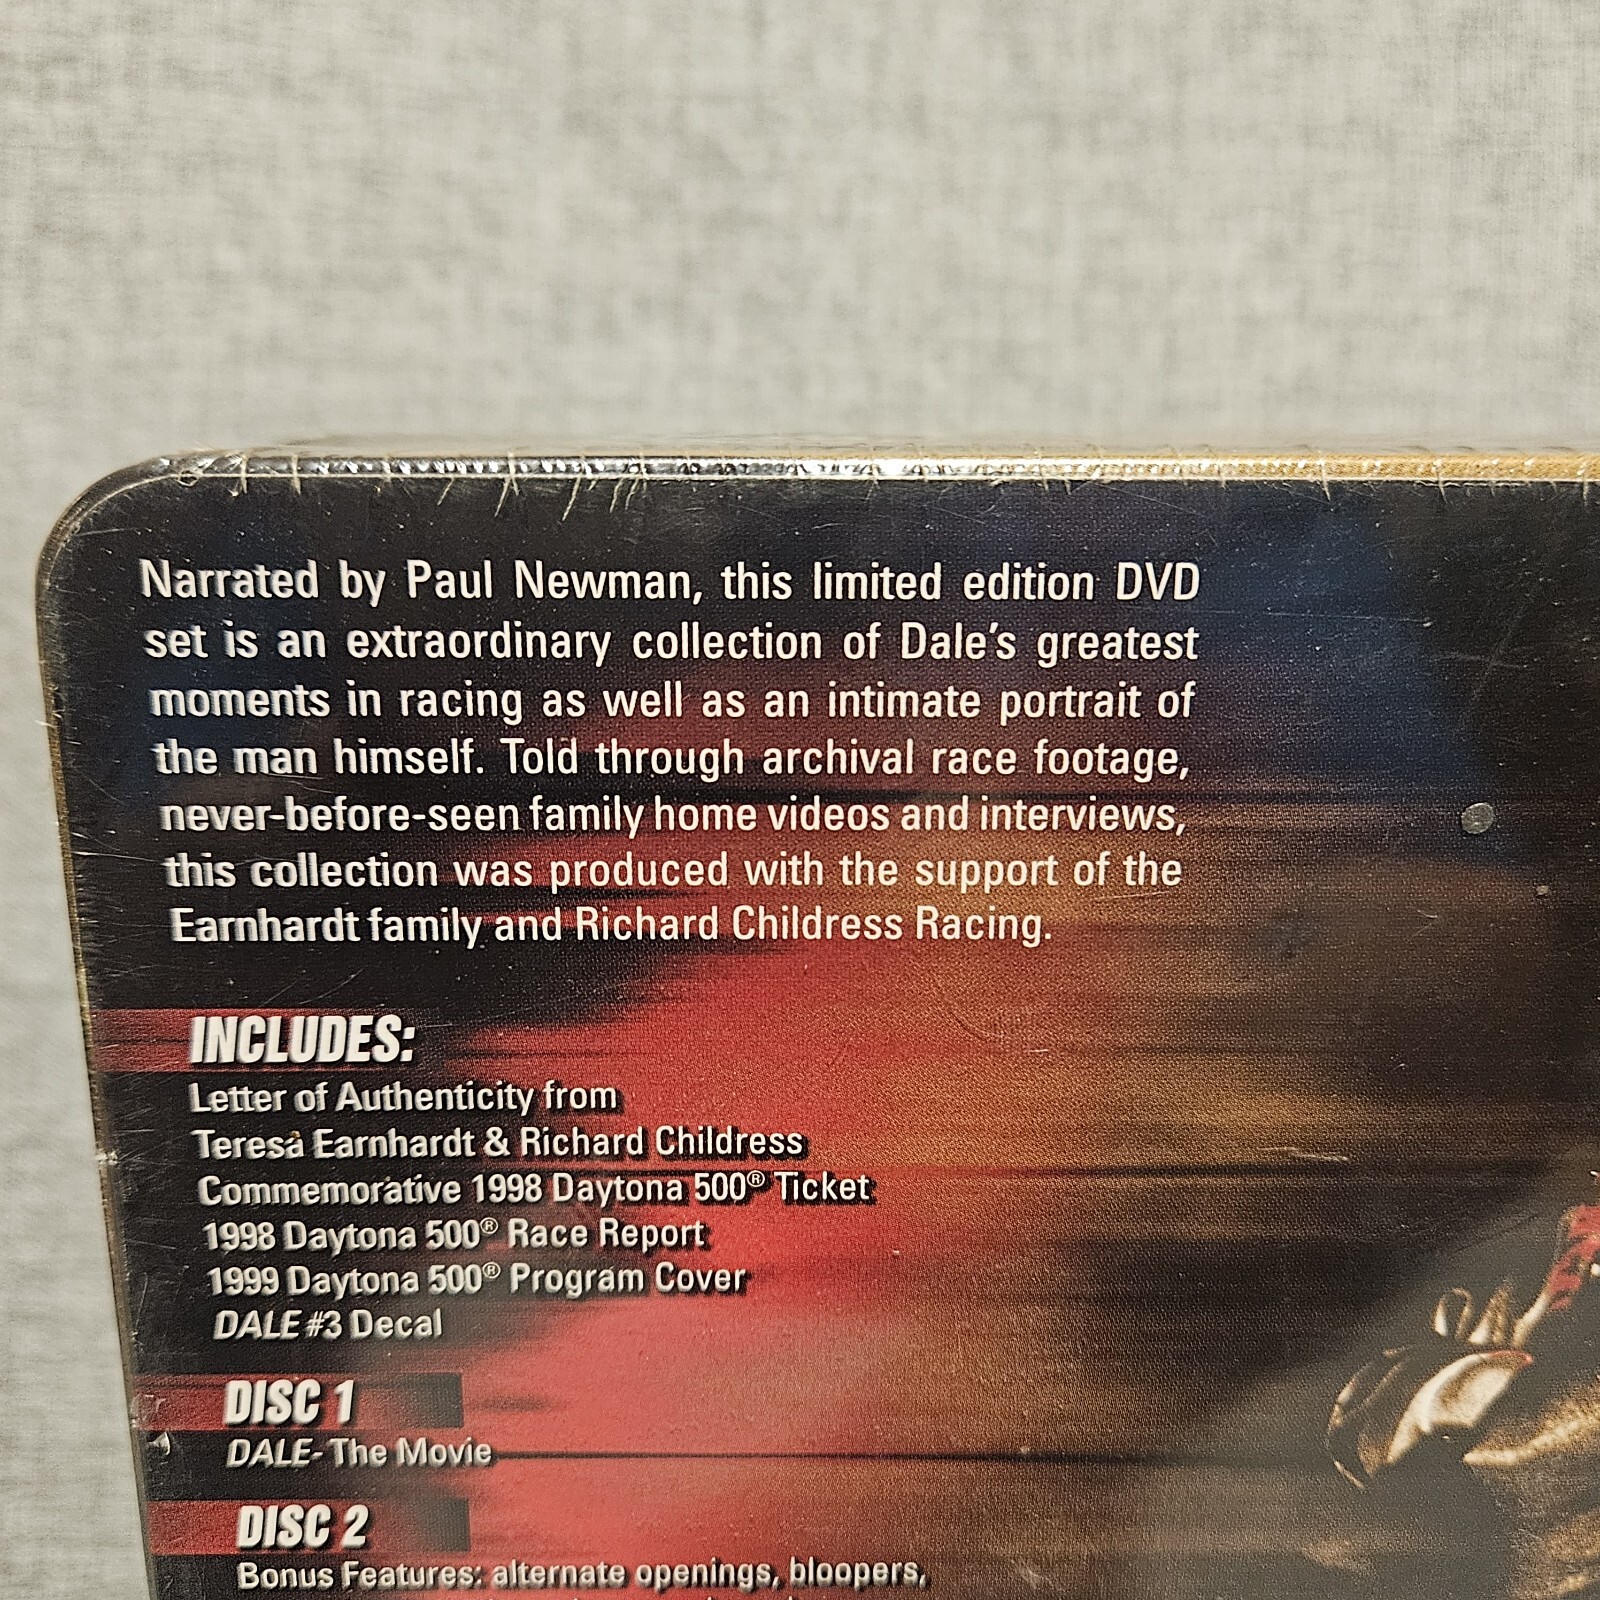 Narrated by Paul Newman, this limited edition DVD
set is an extraordinary collection of Dale's greatest
moments in racing as well as an intimate portrait of
the man himself. Told through archival race footage,
never-before-seen family home videos and interviews,
this collection was produced with the support of the
Earnhardt family and Richard Childress Racing.
INCLUDES:
Letter of Authenticity from
Teresa Earnhardt & Richard Childress
Commemorative 1998 Daytona 500® Ticket
1998 Daytona 500® Race Report
1999 Daytona 500® Program Cover
DALE #3 Decal
DISC 1
DALE- The Movie
DISC 2
Bonus Features: alternate openings, bloopers,